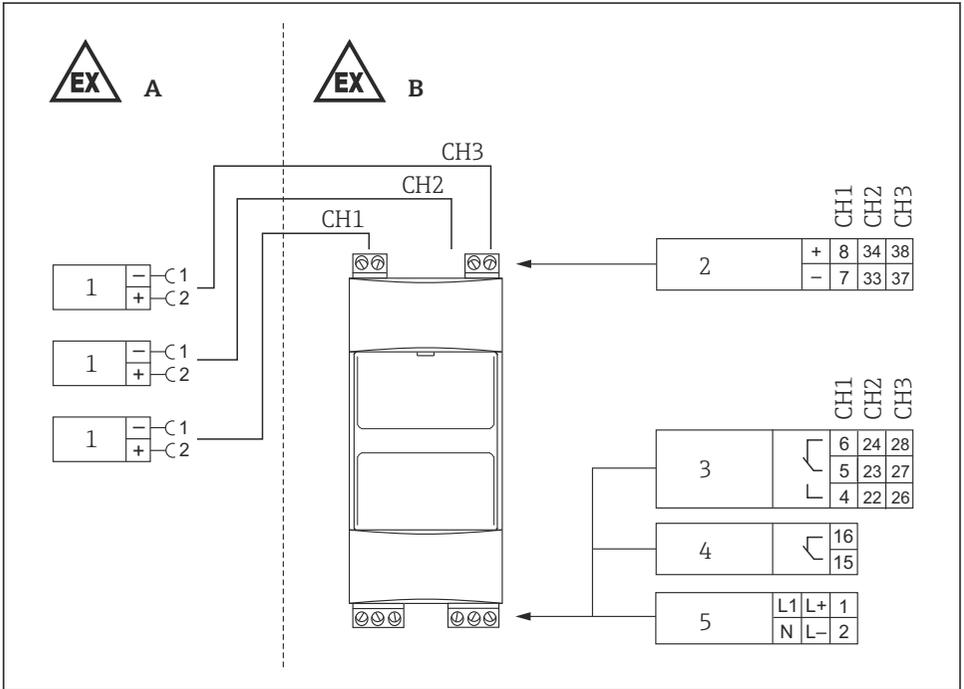 EX A
EX B
CH3
CH2
CH1
1 − 1
+ 2
1 − 1
+ 2
1 − 1
+ 2
CH1 CH2 CH3
2 + 8 34 38
− 7 33 37
CH1 CH2 CH3
3 6 24 28
5 23 27
4 22 26
4 16
15
5 L1 L+ 1
N L− 2